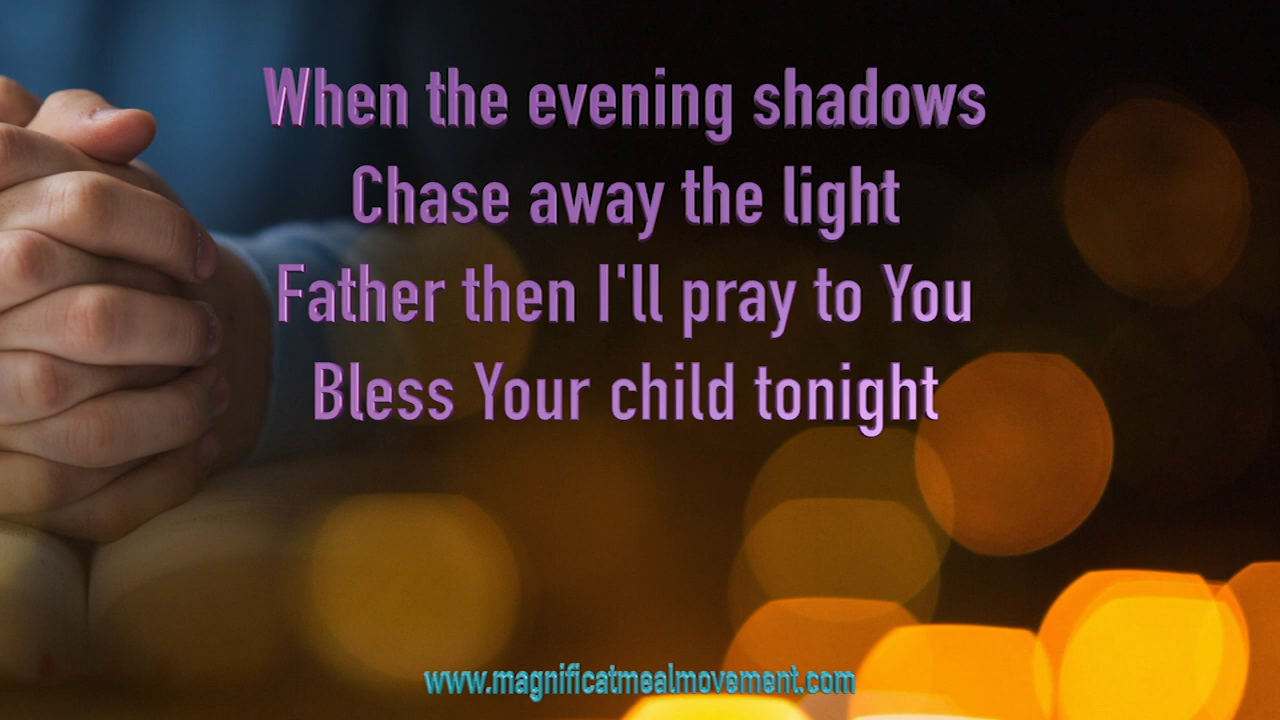 When the evening shadows
Chase away the light
Father then I'll pray to You
Bless Your child tonight
www.magnificatmealmovement.com